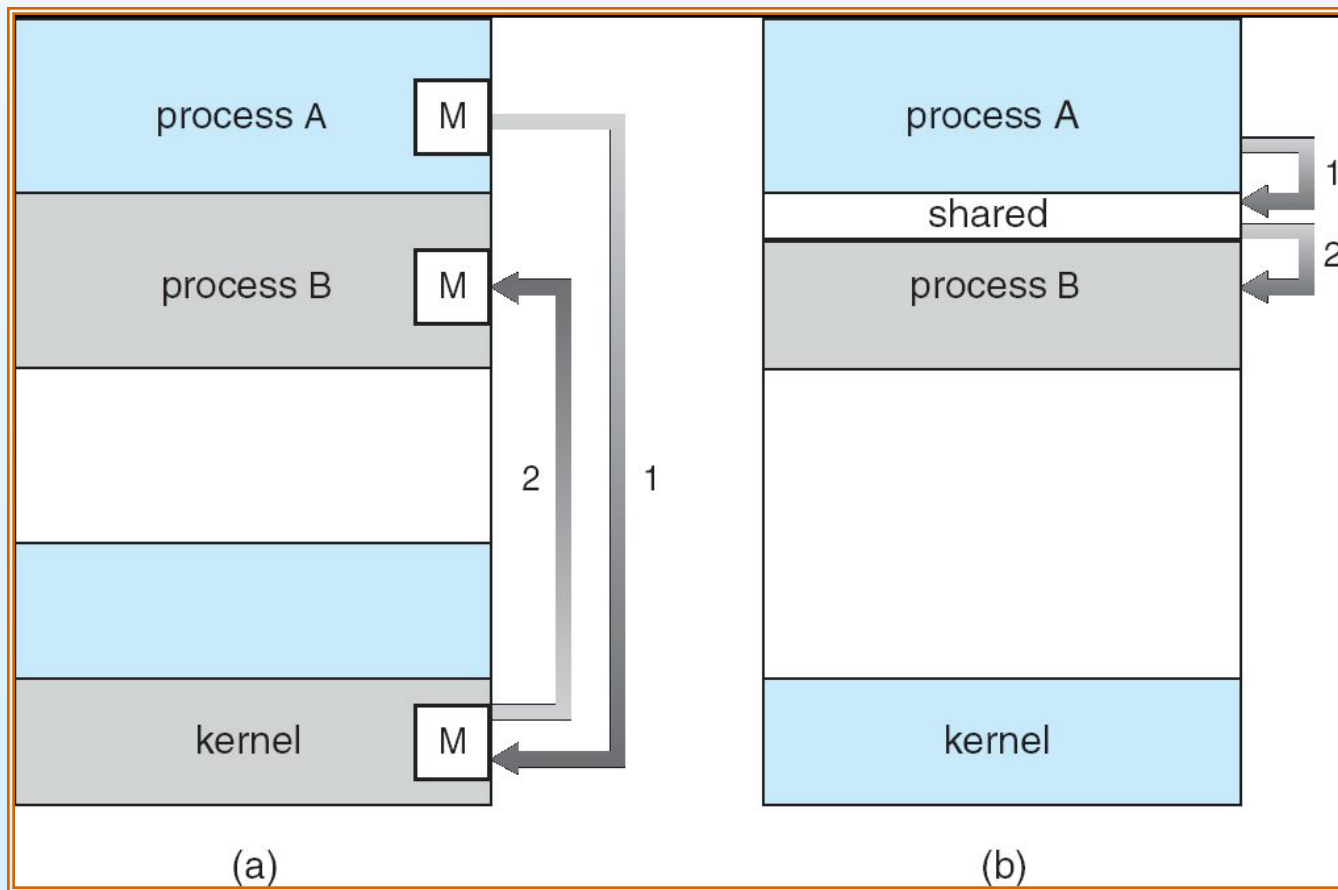 process A
M
process B
M
2
1
kernel
M
(a)
process A
1
shared
2
process B
kernel
(b)